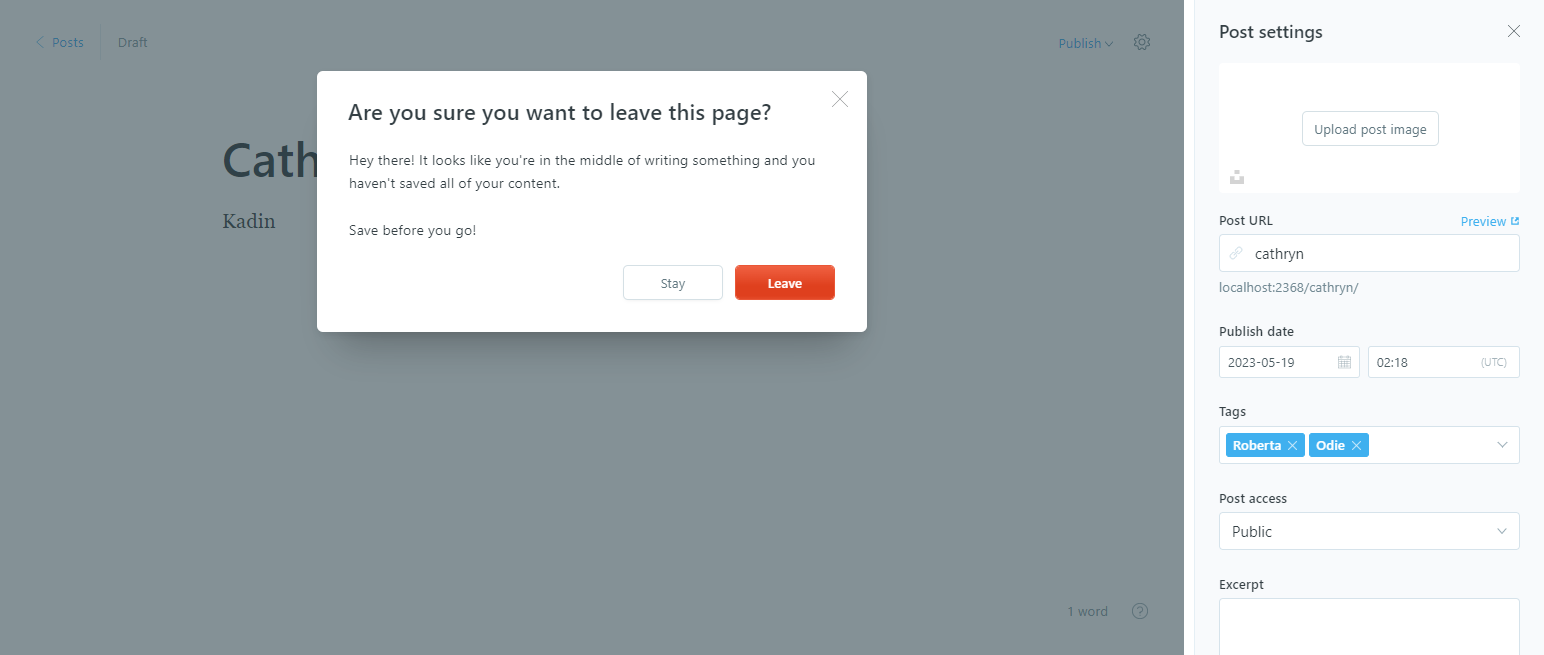 Posts
Draft
Publish
Are you sure you want to leave this page?
Hey there! It looks like you're in the middle of writing something and you
haven't saved all of your content.
Save before you go!
Stay
Leave
Cath
Kadin
1 word
?
Post settings
Upload post image
Post URL
Preview
cathryn
localhost:2368/cathryn/
Publish date
2023-05-19
02:18
(UTC)
Tags
Roberta
Odie
Post access
Public
Excerpt